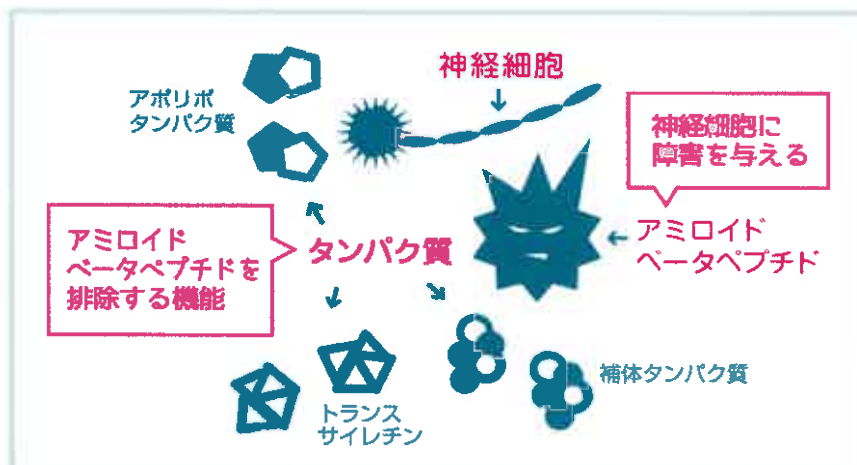 神経細胞
アポリポ
タンパク質
神経細胞に
障害を与える
アミロイド
ベータペプチドを
排除する機能
タンパク質
アミロイド
ベータペプチド
トランス
サイレチン
補体タンパク質